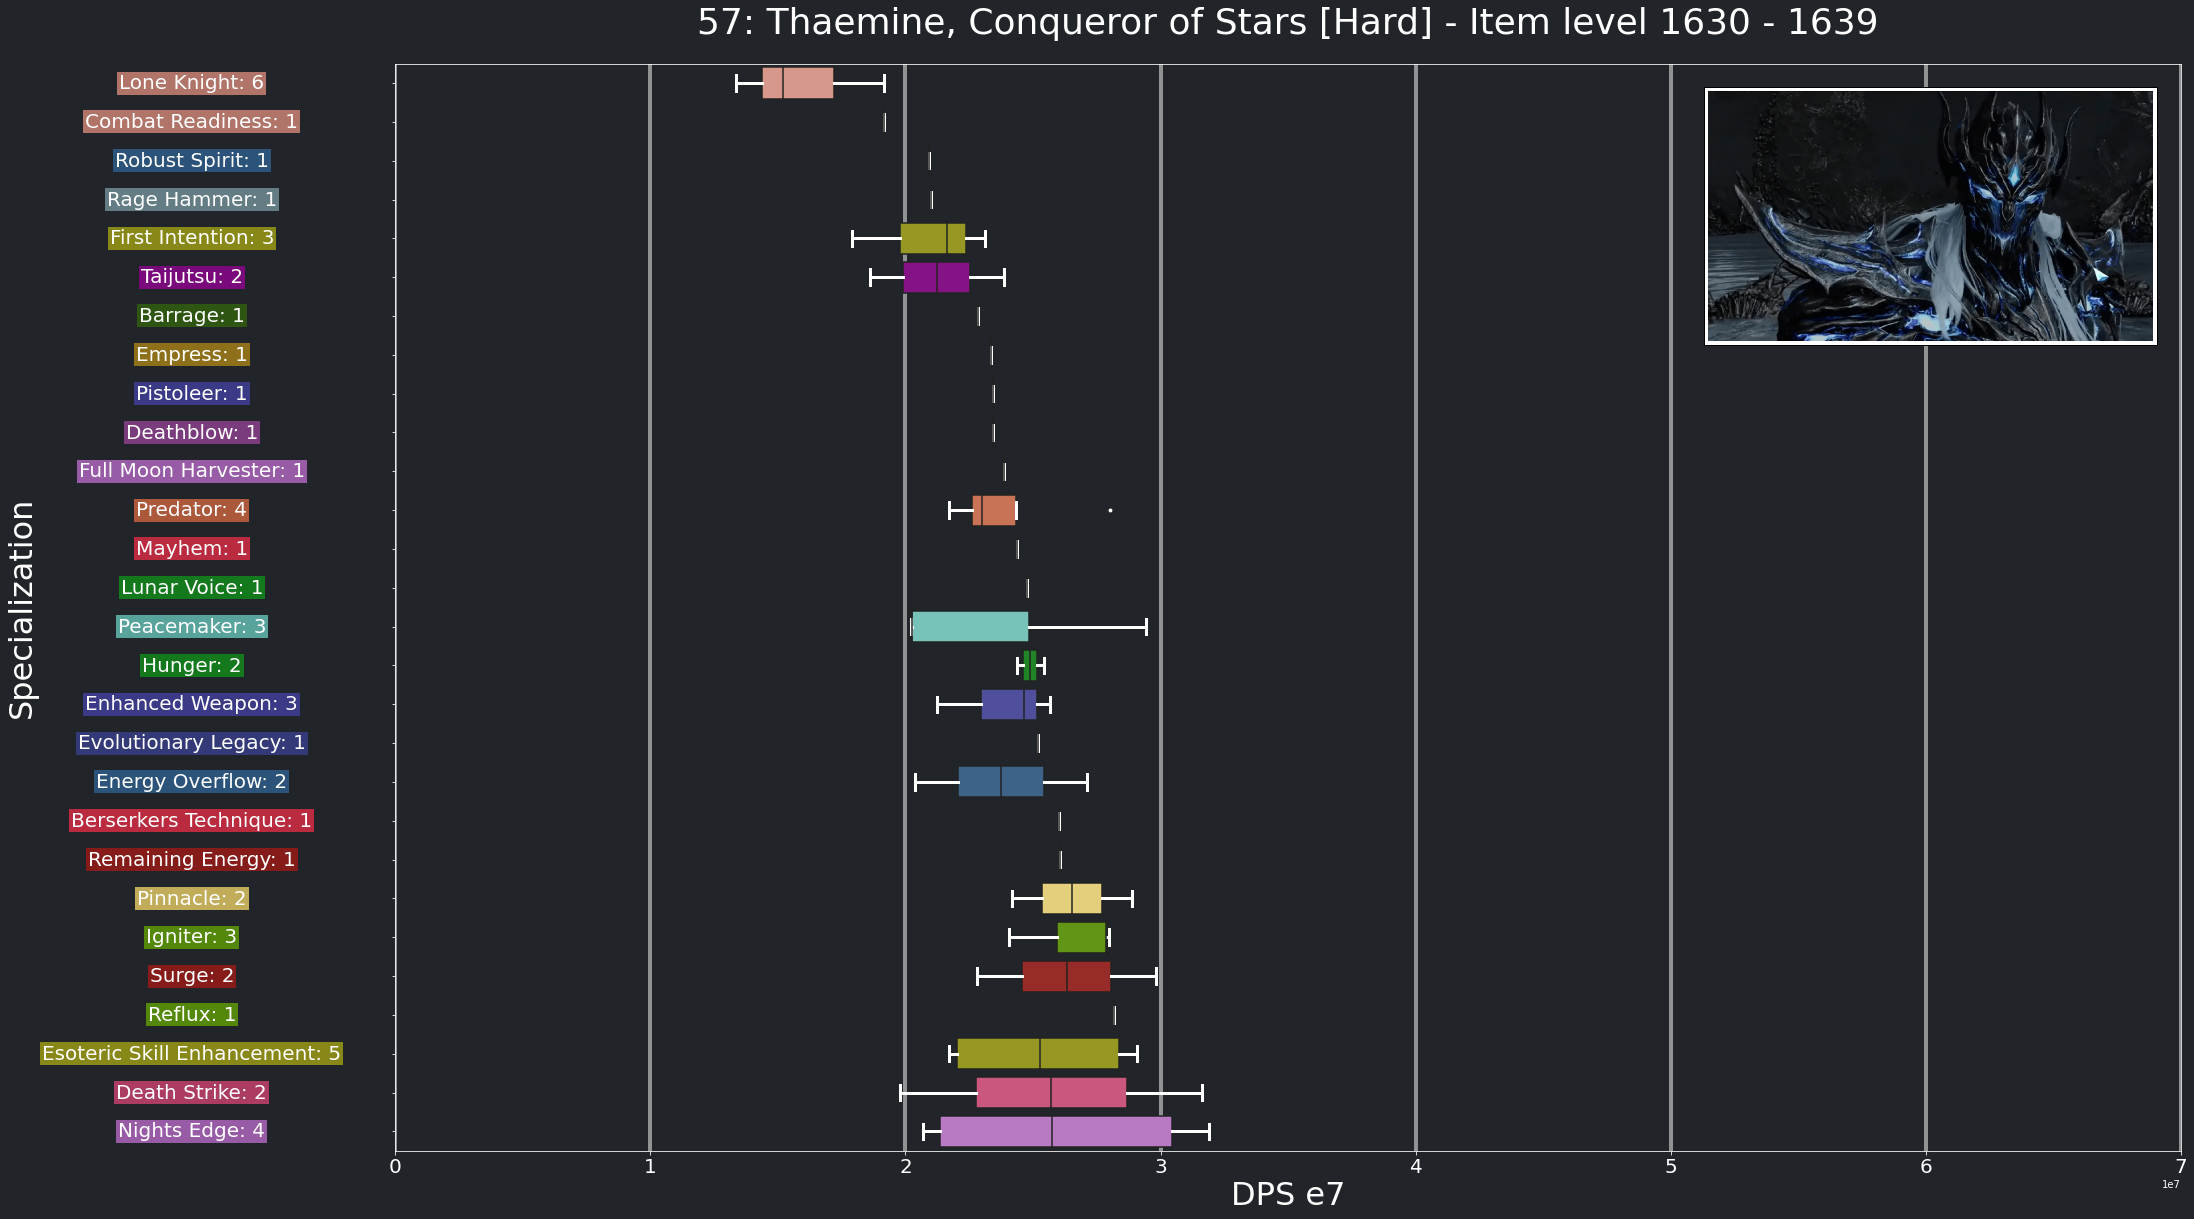 57: Thaemine, Conqueror of Stars [Hard] - Item level 1630 - 1639
Lone Knight: 6
Combat Readiness: 1
Robust Spirit: 1
Rage Hammer: 1
First Intention: 3
Taijutsu: 2
Barrage: 1
Empress: 1
Pistoleer: 1
Deathblow: 1
Full Moon Harvester: 1
Predator: 4
Mayhem: 1
Lunar Voice: 1
Peacemaker: 3
Hunger: 2
Enhanced Weapon: 3
Evolutionary Legacy: 1
Energy Overflow: 2
Berserkers Technique: 1
Remaining Energy: 1
Pinnacle: 2
Igniter: 3
Surge: 2
Reflux: 1
Esoteric Skill Enhancement: 5
Death Strike: 2
Nights Edge: 4
Specialization
0 1 2 3 4 5 6 7
1e7
DPS e7